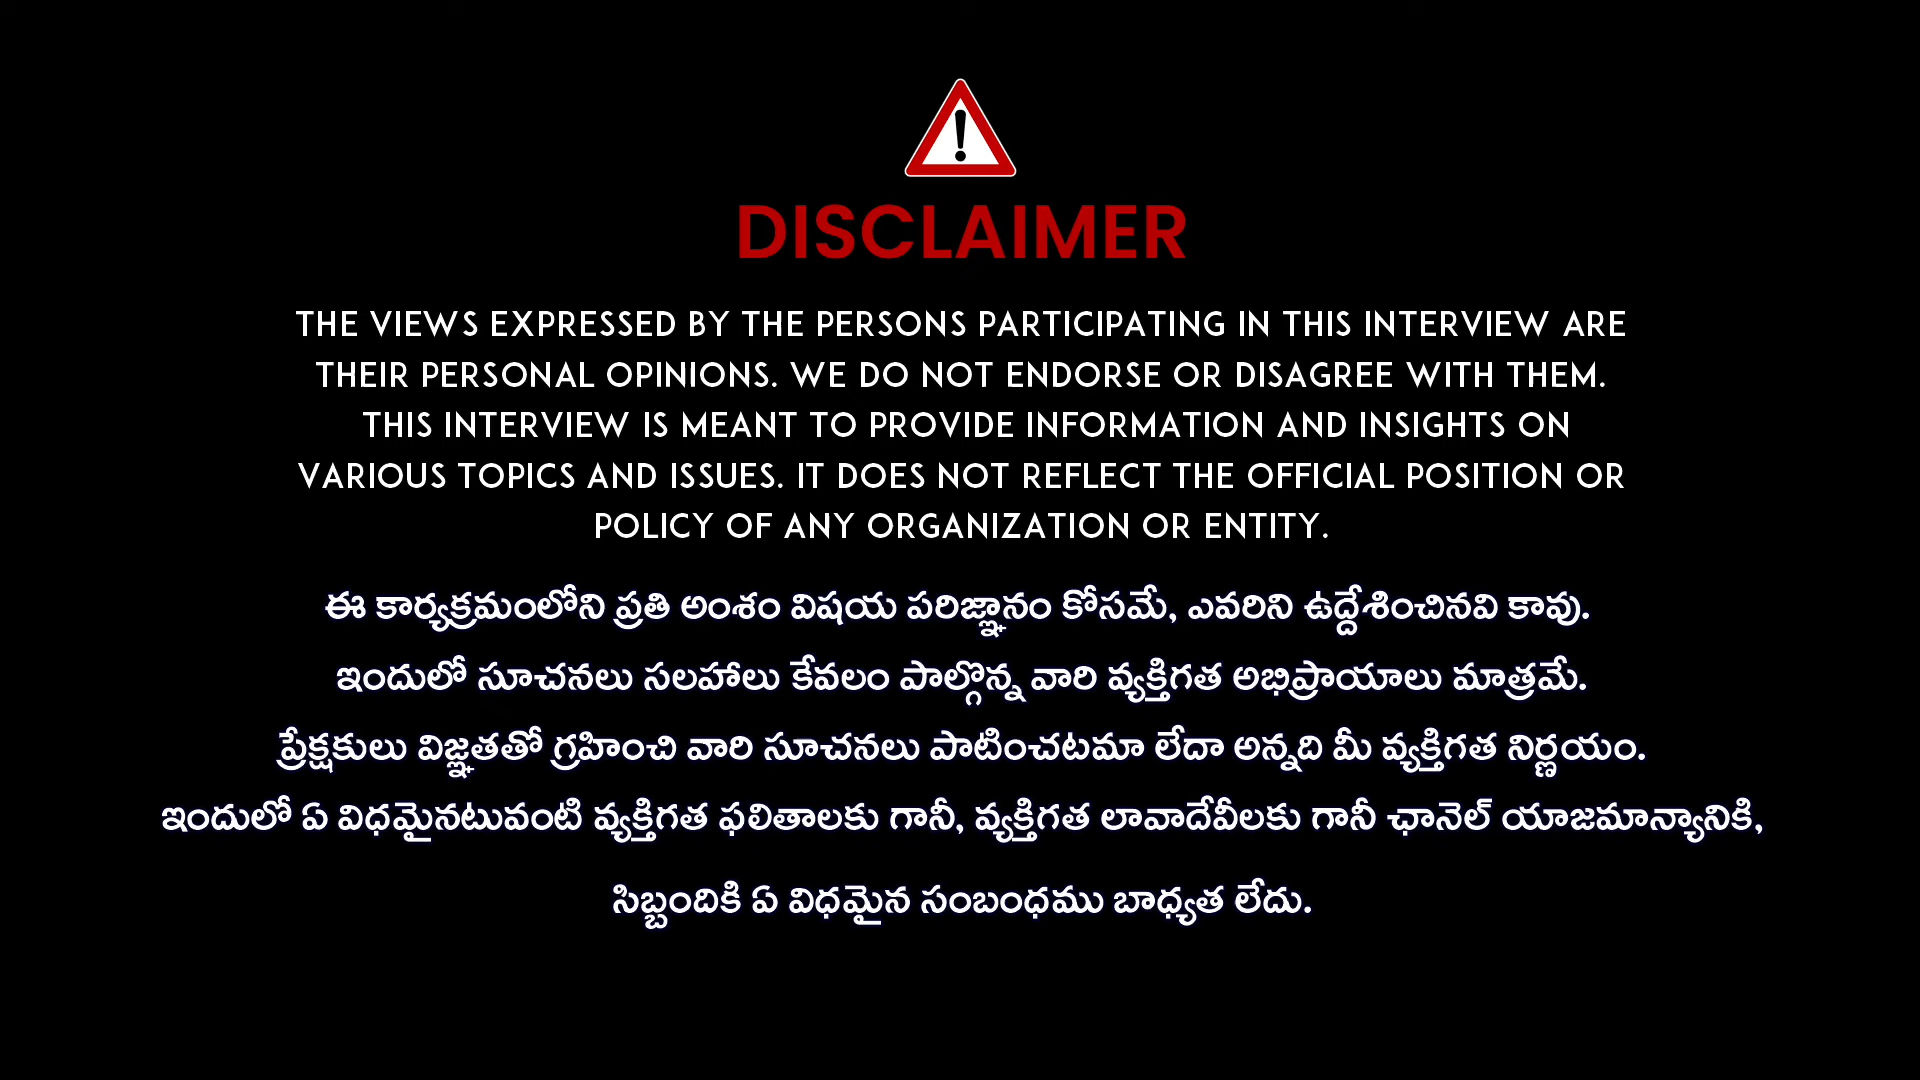 DISCLAIMER
THE VIEWS EXPRESSED BY THE PERSONS PARTICIPATING IN THIS INTERVIEW ARE
THEIR PERSONAL OPINIONS. WE DO NOT ENDORSE OR DISAGREE WITH THEM.
THIS INTERVIEW IS MEANT TO PROVIDE INFORMATION AND INSIGHTS ON
VARIOUS TOPICS AND ISSUES. IT DOES NOT REFLECT THE OFFICIAL POSITION OR
POLICY OF ANY ORGANIZATION OR ENTITY.
ఈ కార్యక్రమంలోని ప్రతి అంశం విషయ పరిజ్ఞానం కోసమే, ఎవరిని ఉద్దేశించినవి కావు.
ఇందులో సూచనలు సలహాలు కేవలం పాల్గొన్న వారి వ్యక్తిగత అభిప్రాయాలు మాత్రమే.
ప్రేక్షకులు విజ్ఞతతో గ్రహించి వారి సూచనలు పాటించటమా లేదా అన్నది మీ వ్యక్తిగత నిర్ణయం.
ఇందులో ఏ విధమైనటువంటి వ్యక్తిగత ఫలితాలకు గానీ, వ్యక్తిగత లావాదేవీలకు గానీ ఛానెల్ యాజమాన్యానికి,
సిబ్బందికి ఏ విధమైన సంబంధము బాధ్యత లేదు.